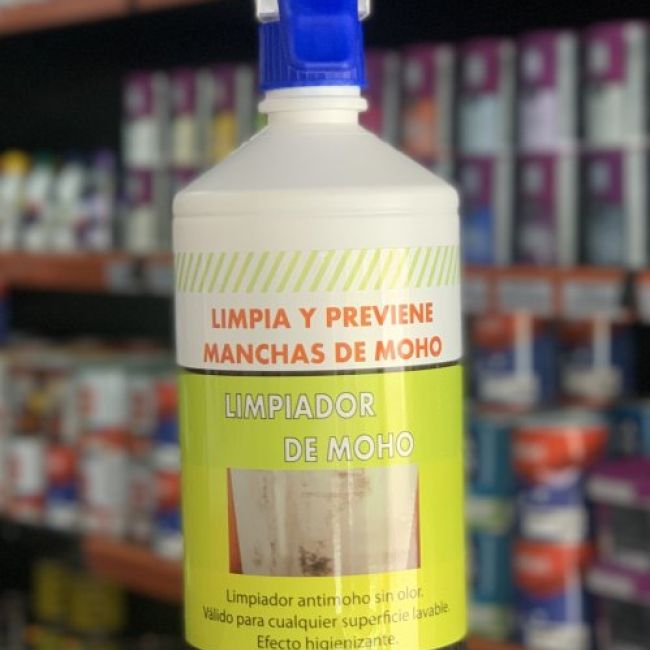 LIMPIA Y PREVIENE
MANCHAS DE MOHO
LIMPIADOR
DE MOHO
Limpiador antimoho sin olor.
Válido para cualquier superficie lavable.
Efecto higienizante.